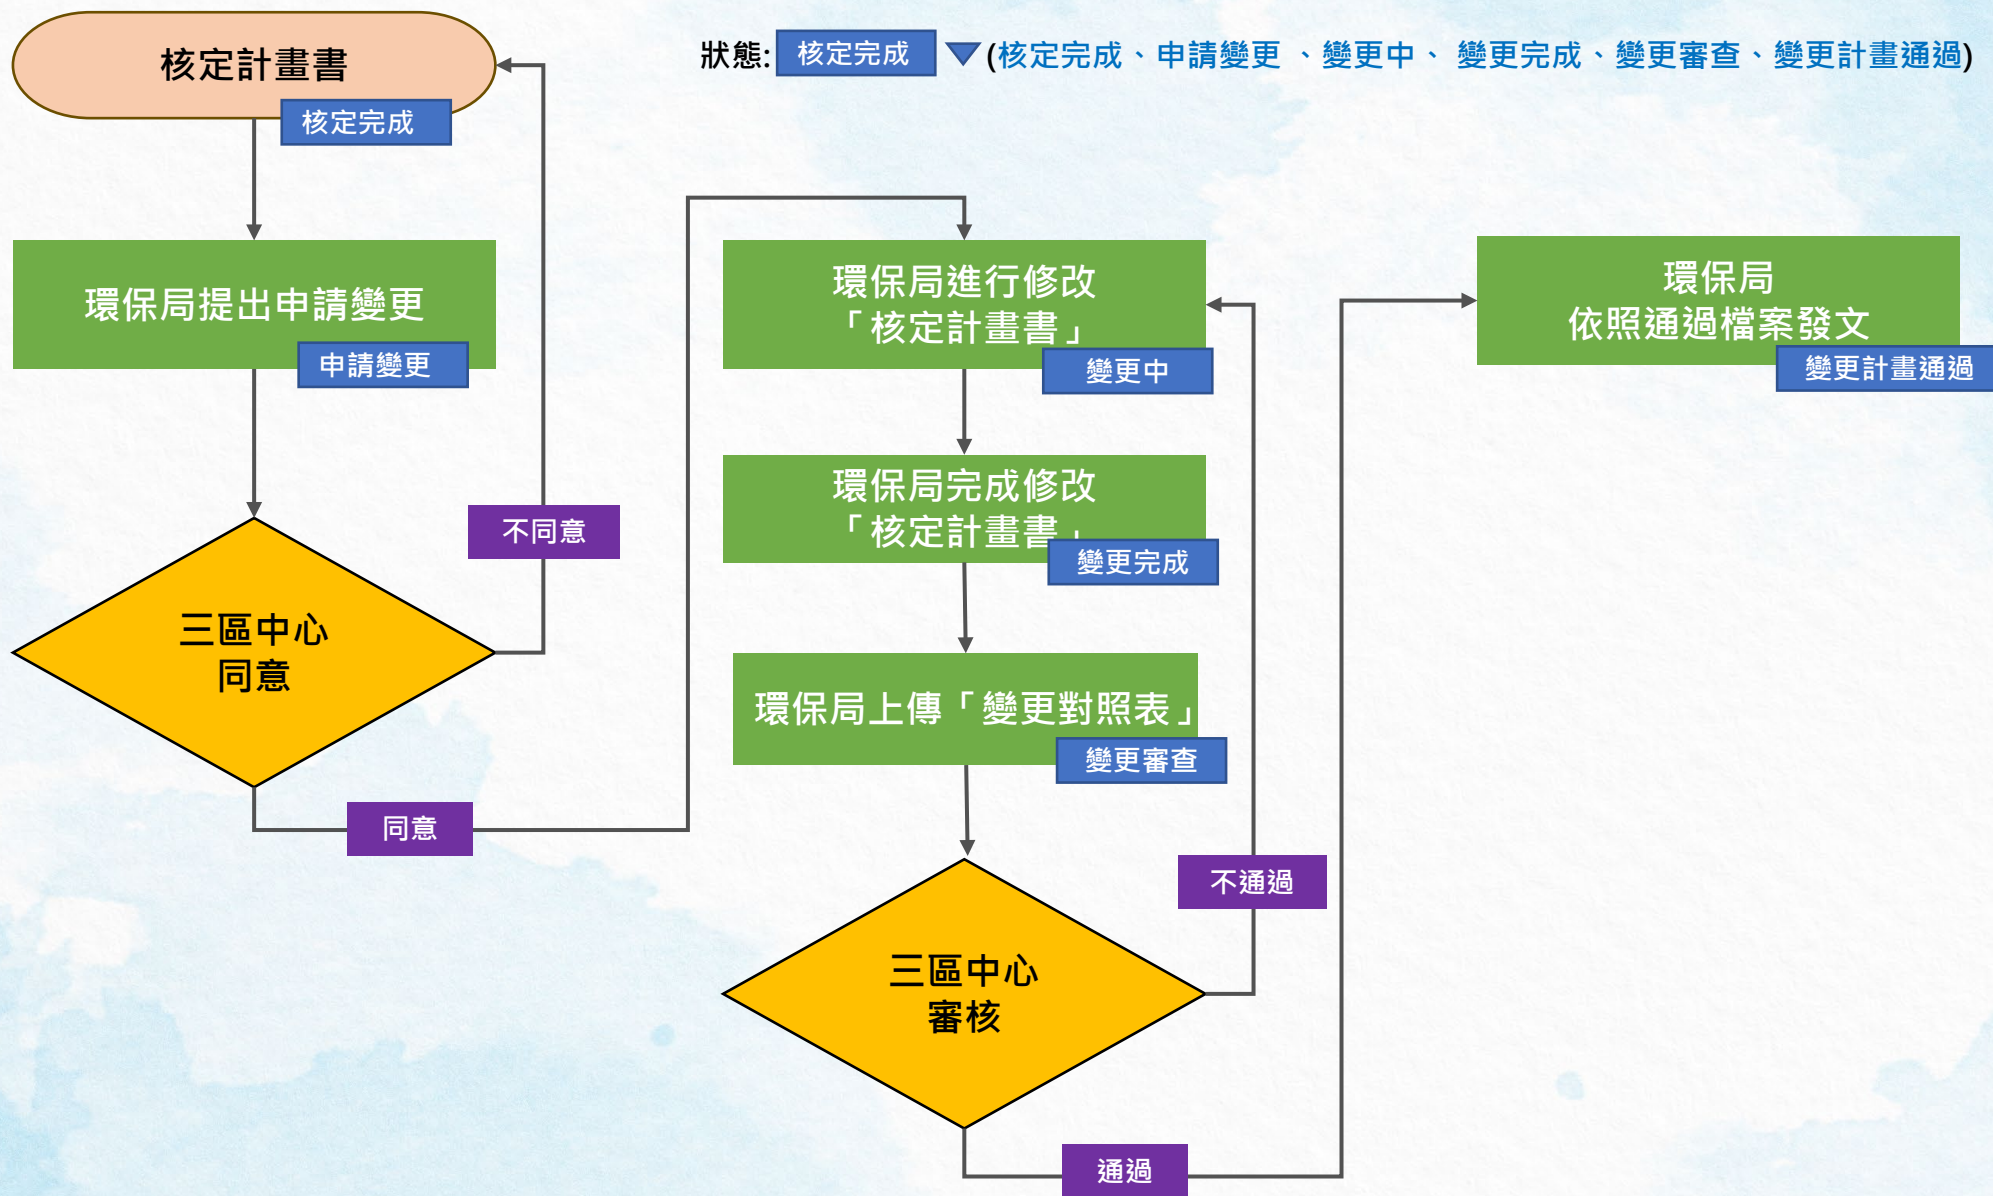 核定計畫書
核定完成
狀態: 核定完成 (核定完成、申請變更 、變更中、 變更完成、變更審查、變更計畫通過)
環保局提出申請變更
申請變更
不同意
三區中心
同意
同意
環保局進行修改
「核定計畫書」
變更中
環保局完成修改
「核定計畫書」
變更完成
環保局上傳「變更對照表」
變更審查
不通過
三區中心
審核
通過
環保局
依照通過檔案發文
變更計畫通過